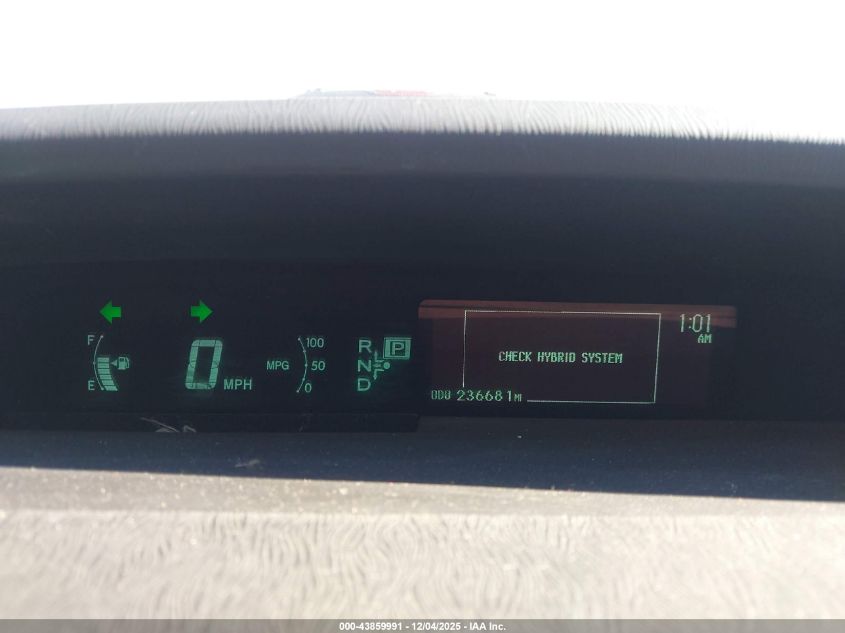 F
E
0 MPH
MPG
100
50
0
R
N
D
P
1:01
AM
CHECK HYBRID SYSTEM
ODO 236681 MI
000-43859991 - 12/04/2025 - IAA Inc.